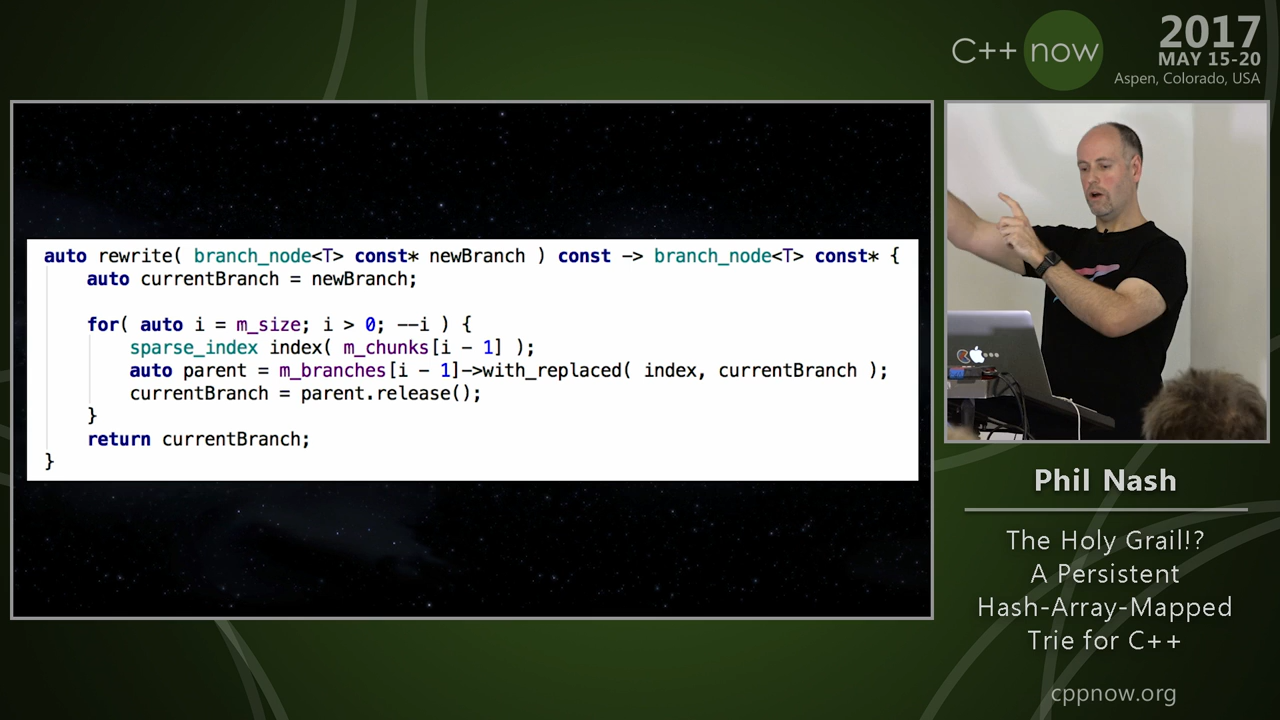 C++ now
2017
MAY 15-20
Aspen, Colorado, USA
auto rewrite( branch_node<T> const* newBranch ) const -> branch_node<T> const* {
    auto currentBranch = newBranch;
    for( auto i = m_size; i > 0; --i ) {
        sparse_index index( m_chunks[i - 1] );
        auto parent = m_branches[i - 1]->with_replaced( index, currentBranch );
        currentBranch = parent.release();
    }
    return currentBranch;
}
Phil Nash
The Holy Grail!?
A Persistent
Hash-Array-Mapped
Trie for C++
cppnow.org